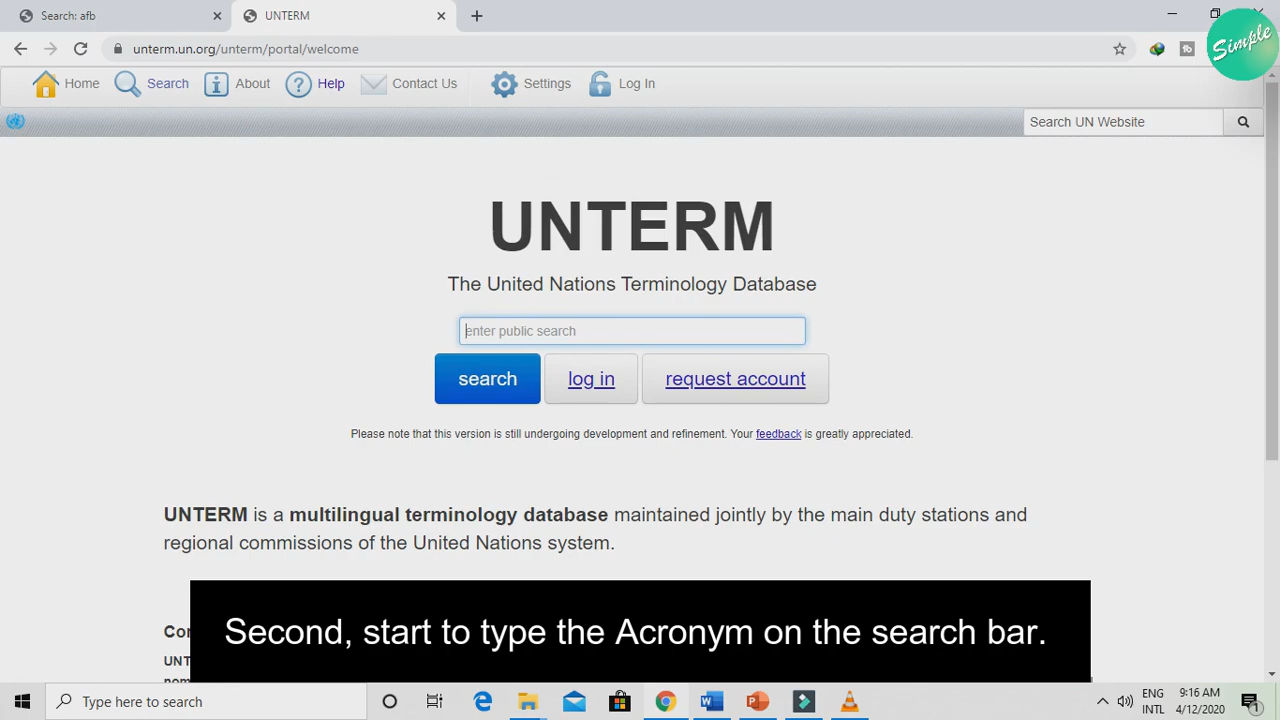 Search: afb
UNTERM
Simple
unterm.un.org/unterm/portal/welcome
Home Search About Help Contact Us Settings Log In
Search UN Website
UNTERM
The United Nations Terminology Database
enter public search
search log in request account
Please note that this version is still undergoing development and refinement. Your feedback is greatly appreciated.
UNTERM is a multilingual terminology database maintained jointly by the main duty stations and
regional commissions of the United Nations system.
Second, start to type the Acronym on the search bar.
Type here to search
ENG
INTL
9:16 AM
4/12/2020